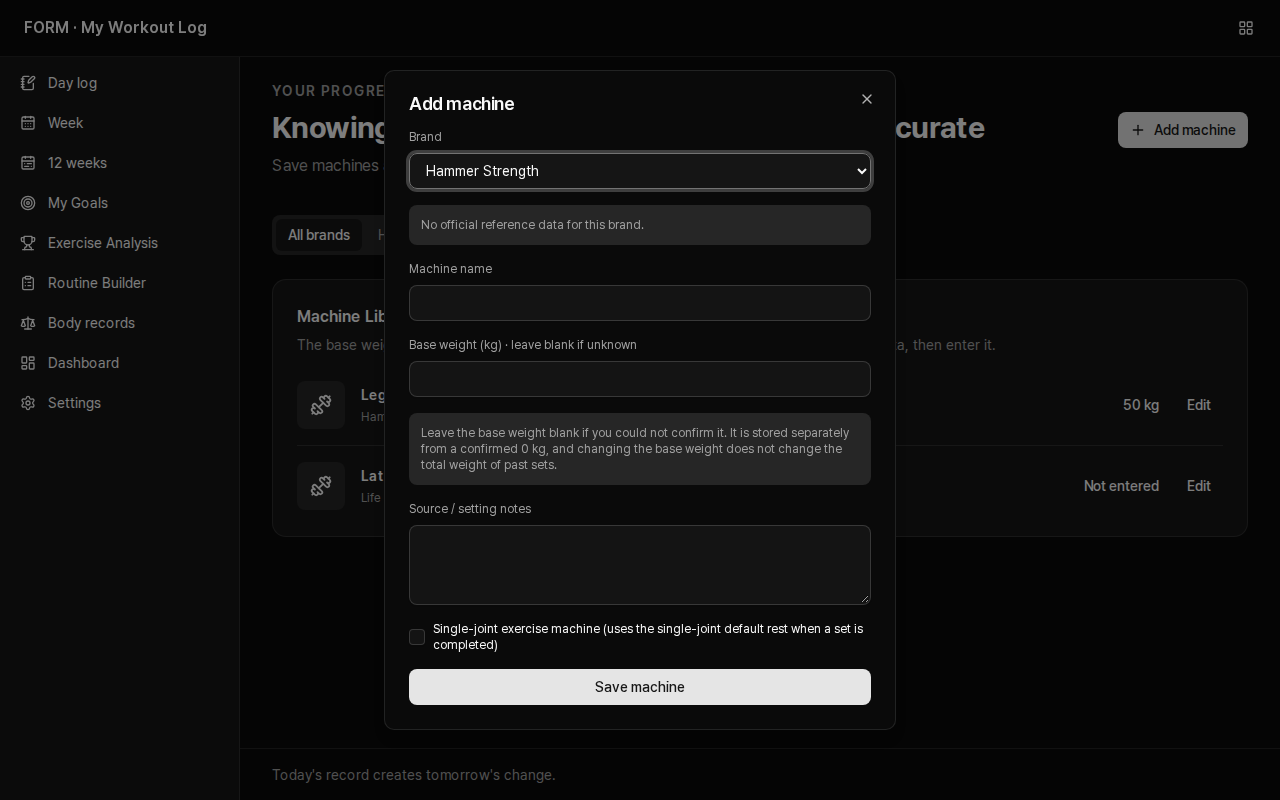 FORM · My Workout Log
Day log
Week
12 weeks
My Goals
Exercise Analysis
Routine Builder
Body records
Dashboard
Settings
YOUR PROGRE
Knowing
curate
Save machines
Add machine
All brands
H
Machine Lib
The base wei
a, then enter it.
Leg
Ham
50 kg
Edit
Lat
Life
Not entered
Edit
Add machine
Brand
Hammer Strength
No official reference data for this brand.
Machine name
Base weight (kg) · leave blank if unknown
Leave the base weight blank if you could not confirm it. It is stored separately
from a confirmed 0 kg, and changing the base weight does not change the
total weight of past sets.
Source / setting notes
Single-joint exercise machine (uses the single-joint default rest when a set is
completed)
Save machine
Today's record creates tomorrow's change.